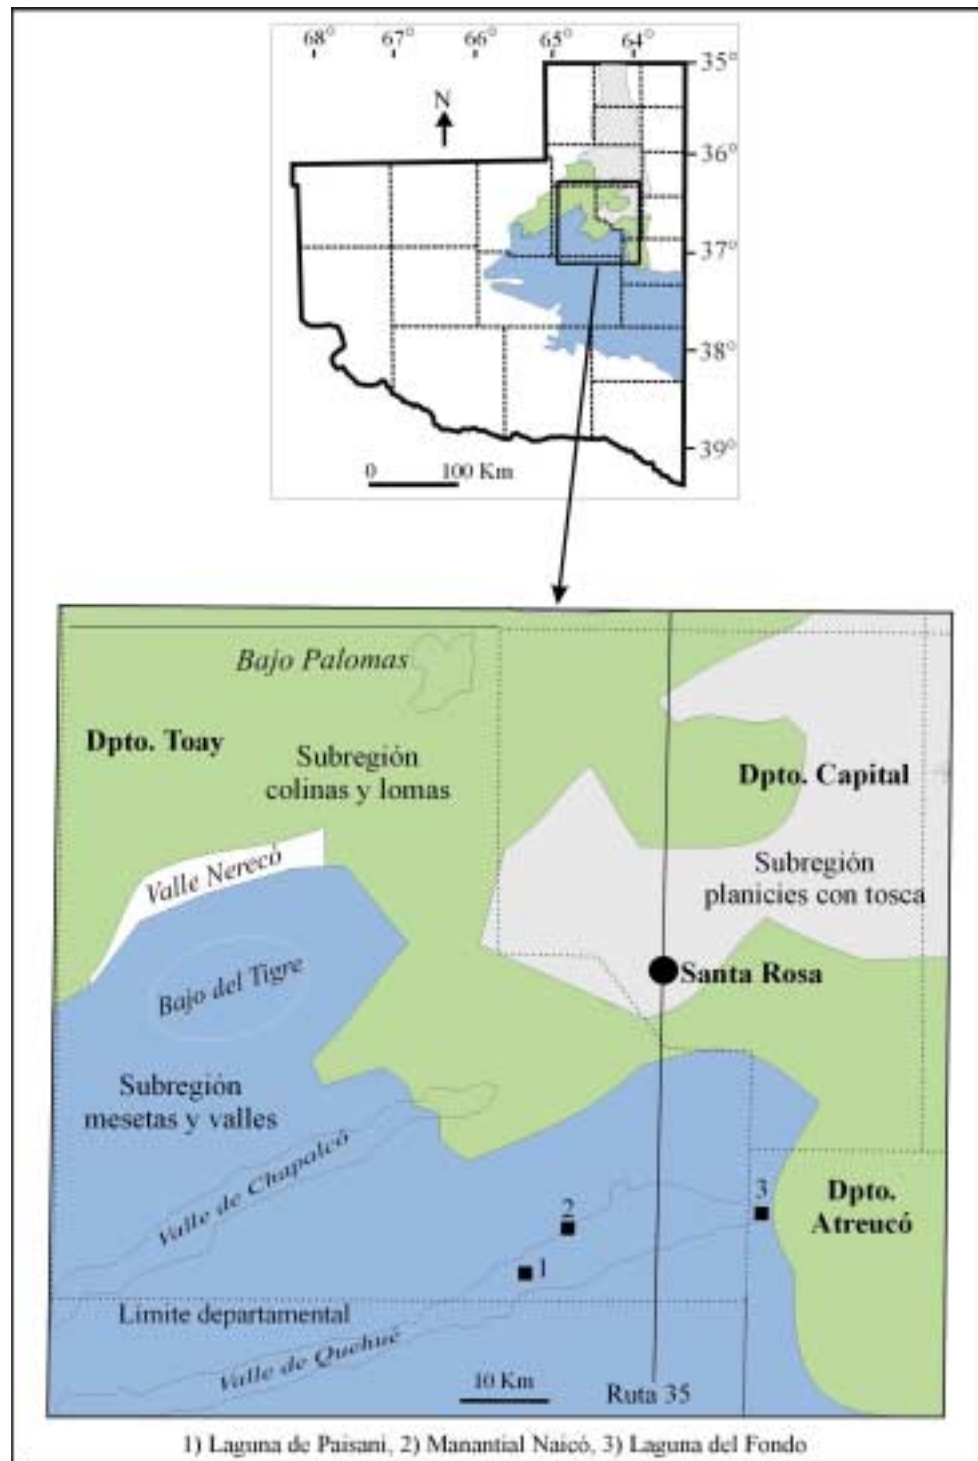 68° 67° 66° 65° 64°
35°
N
36°
37°
38°
39°
0 100 Km
Bajo Palomas
Dpto. Toay
Subregión
colinas y lomas
Dpto. Capital
Valle Nerecó
Subregión
planicies con tosca
Bajo del Tigre
Santa Rosa
Subregión
mesetas y valles
Valle de Chapalcó
3
Dpto.
Atreucó
2
1
Límite departamental
Valle de Quehué
10 Km
Ruta 35
1) Laguna de Paisani, 2) Manantial Naicó, 3) Laguna del Fondo